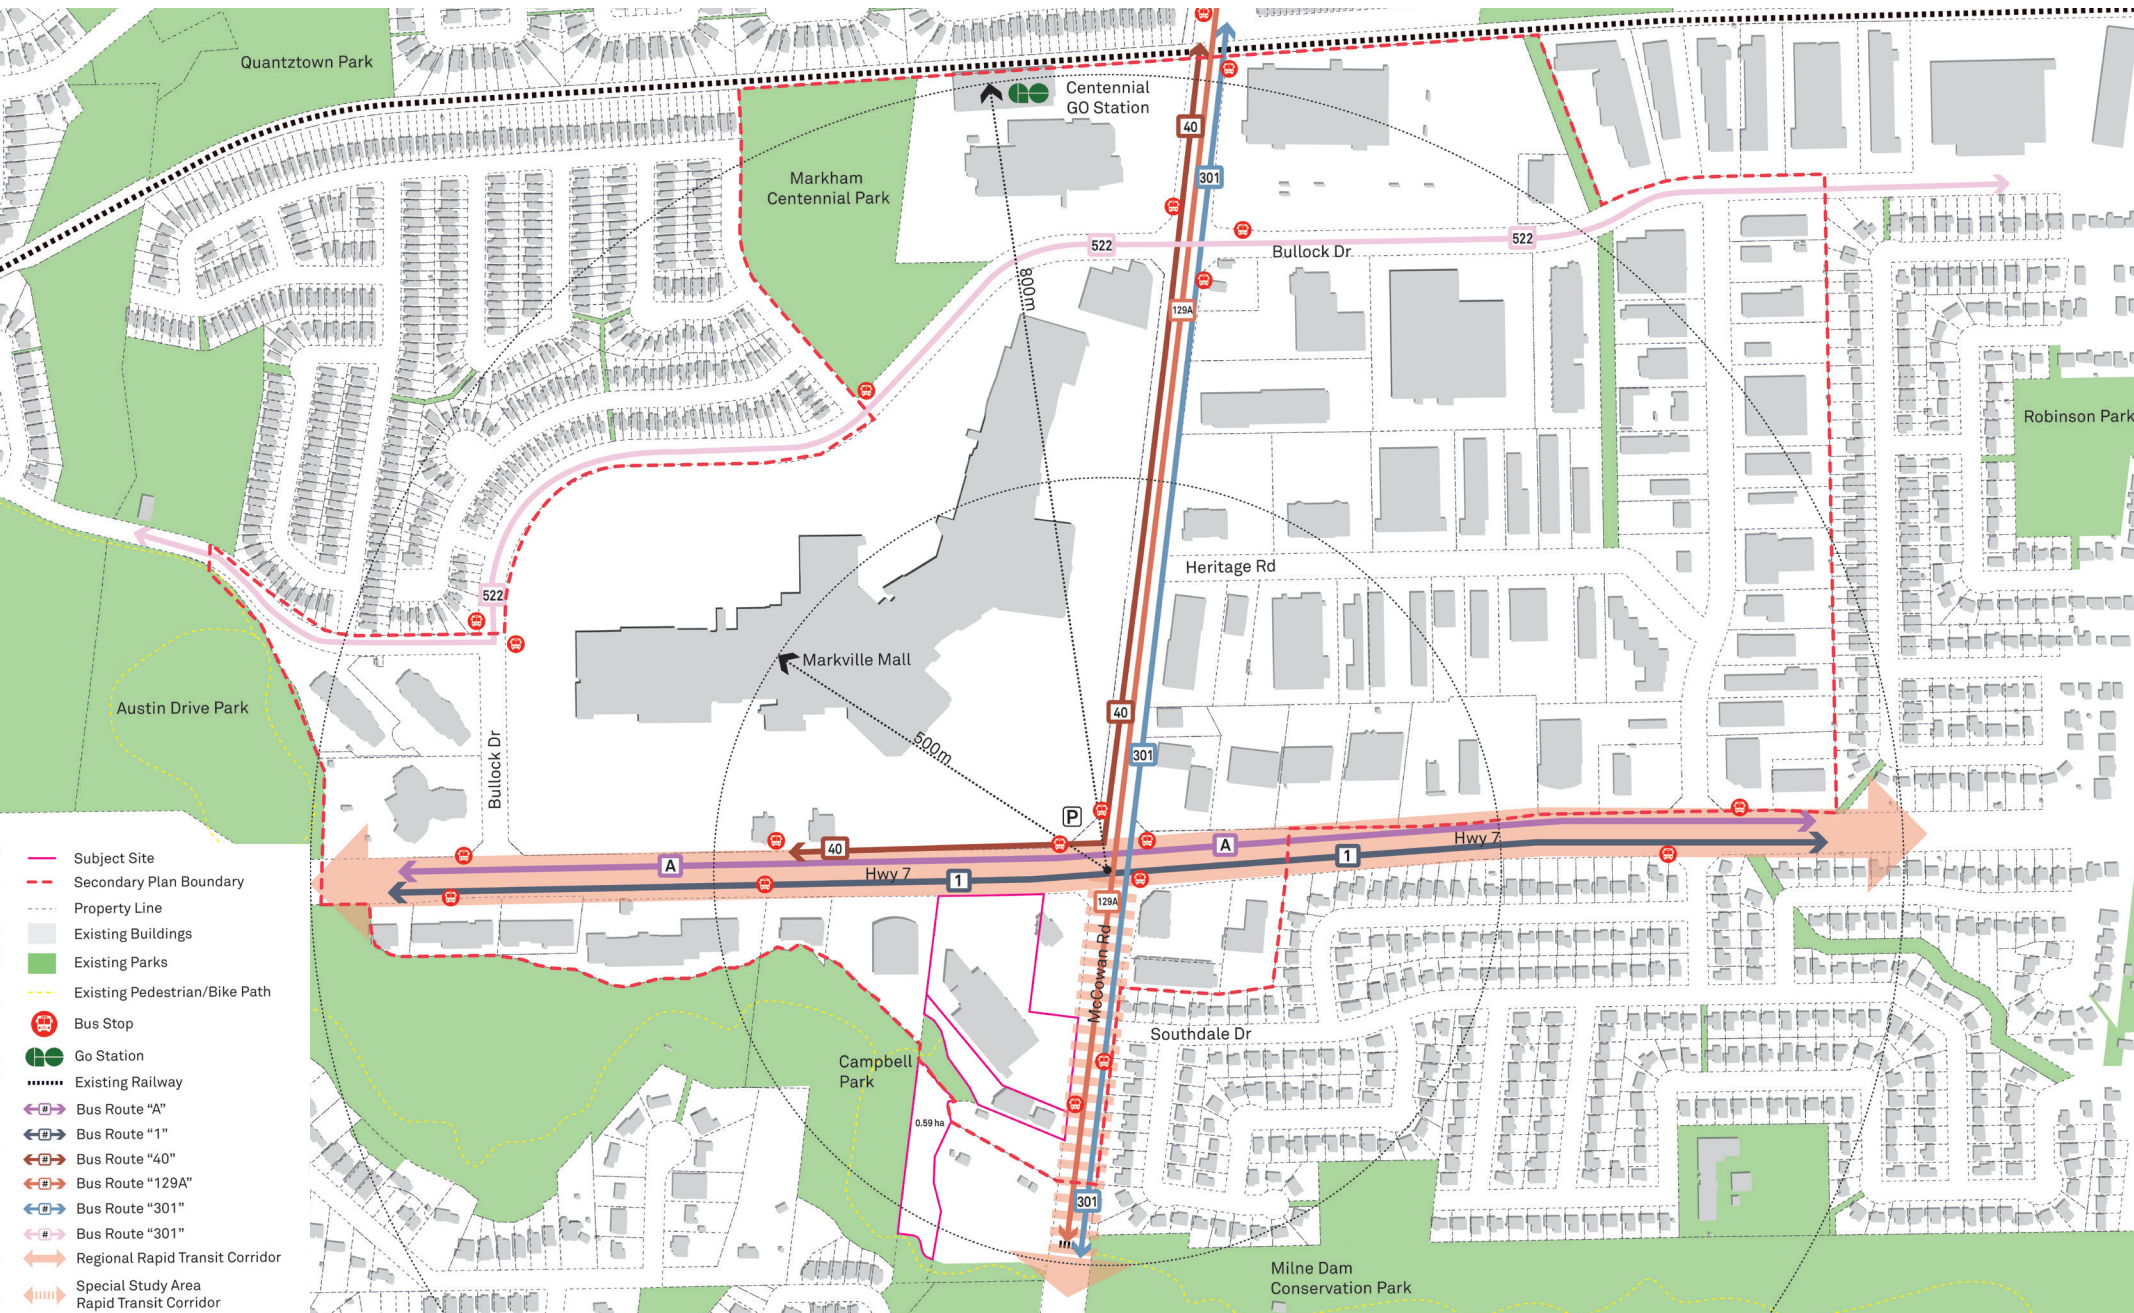 Quantztown Park
Centennial
GO Station
40
Markham
Centennial Park
301
522
522
Bullock Dr
800m
129A
Robinson Park
Heritage Rd
522
Markville Mall
Austin Drive Park
40
500m
301
Bullock Dr
P
40
A
Hwy 7
A
1
Hwy 7
1
129A
McCowan Rd
Southdale Dr
Campbell
Park
0.59 ha
301
Milne Dam
Conservation Park
Subject Site
Secondary Plan Boundary
Property Line
Existing Buildings
Existing Parks
Existing Pedestrian/Bike Path
Bus Stop
Go Station
Existing Railway
# Bus Route “A”
# Bus Route “1”
# Bus Route “40”
# Bus Route “129A”
# Bus Route “301”
# Bus Route “301”
Regional Rapid Transit Corridor
Special Study Area
Rapid Transit Corridor